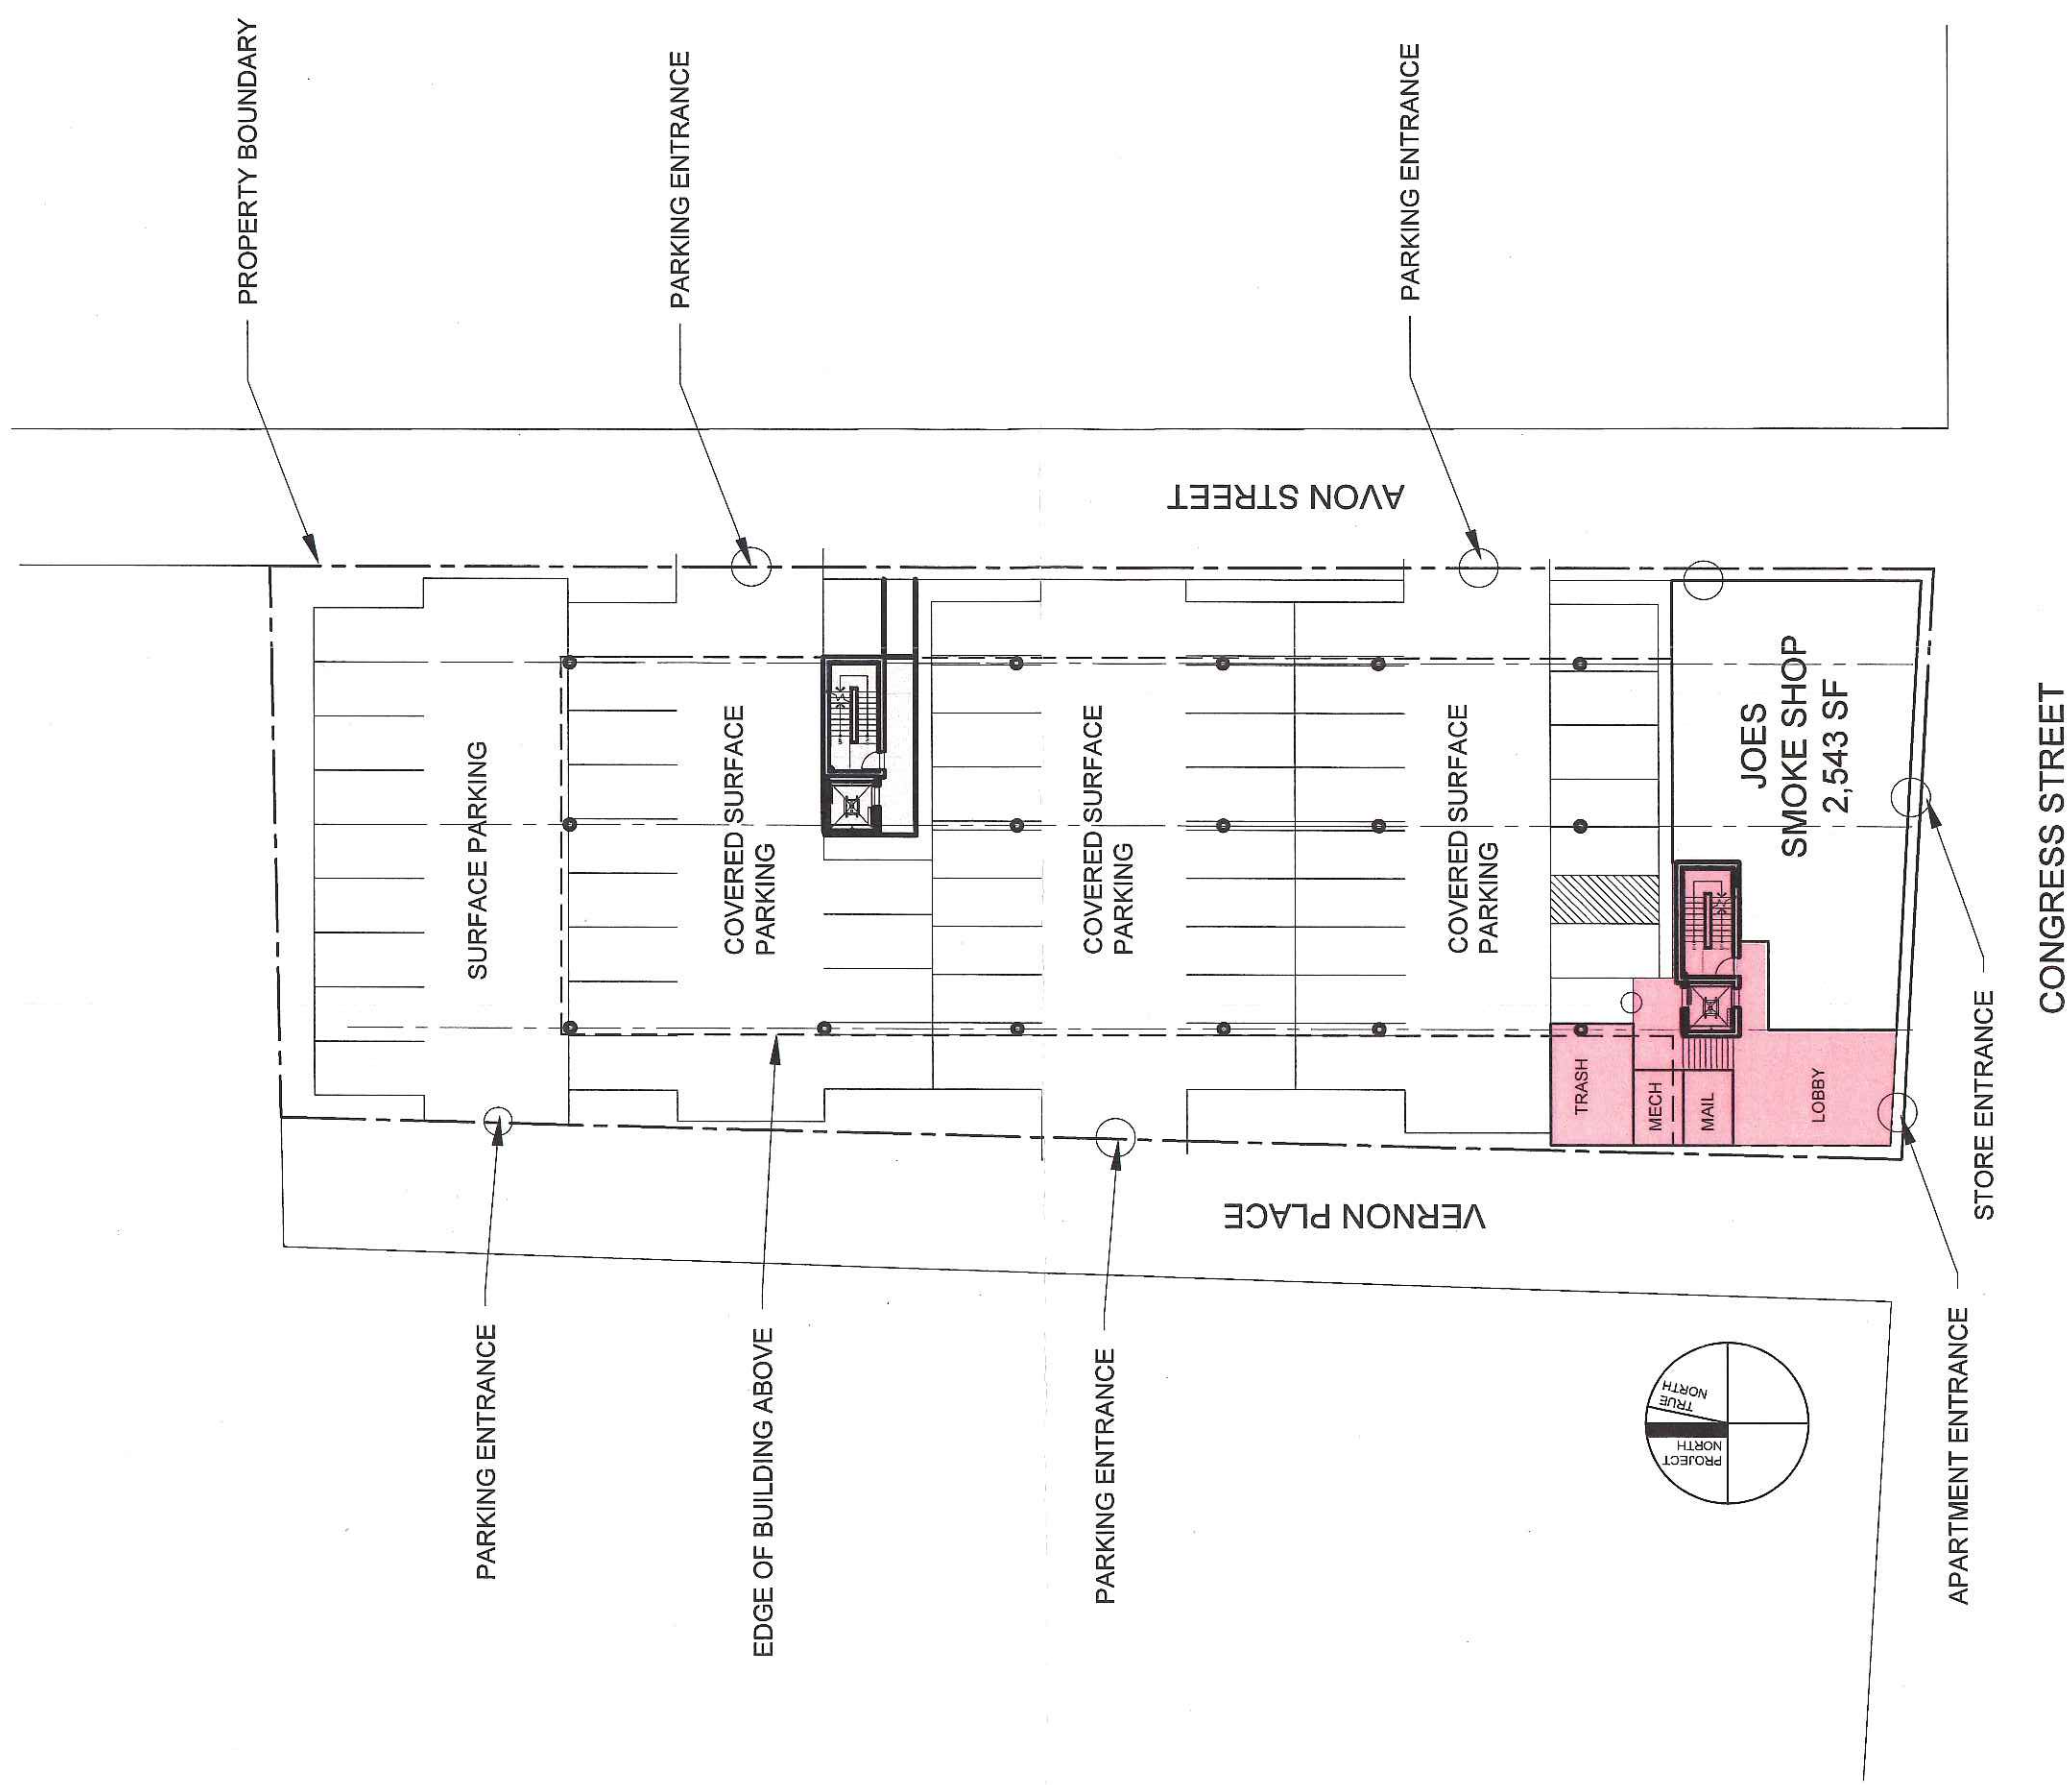 PROPERTY BOUNDARY
PARKING ENTRANCE
PARKING ENTRANCE
AVON STREET
SURFACE PARKING
COVERED SURFACE
PARKING
COVERED SURFACE
PARKING
COVERED SURFACE
PARKING
JOES
SMOKE SHOP
2,543 SF
TRASH
MECH
MAIL
LOBBY
CONGRESS STREET
VERNON PLACE
PARKING ENTRANCE
EDGE OF BUILDING ABOVE
PARKING ENTRANCE
STORE ENTRANCE
APARTMENT ENTRANCE
TRUE
NORTH
PROJECT
NORTH